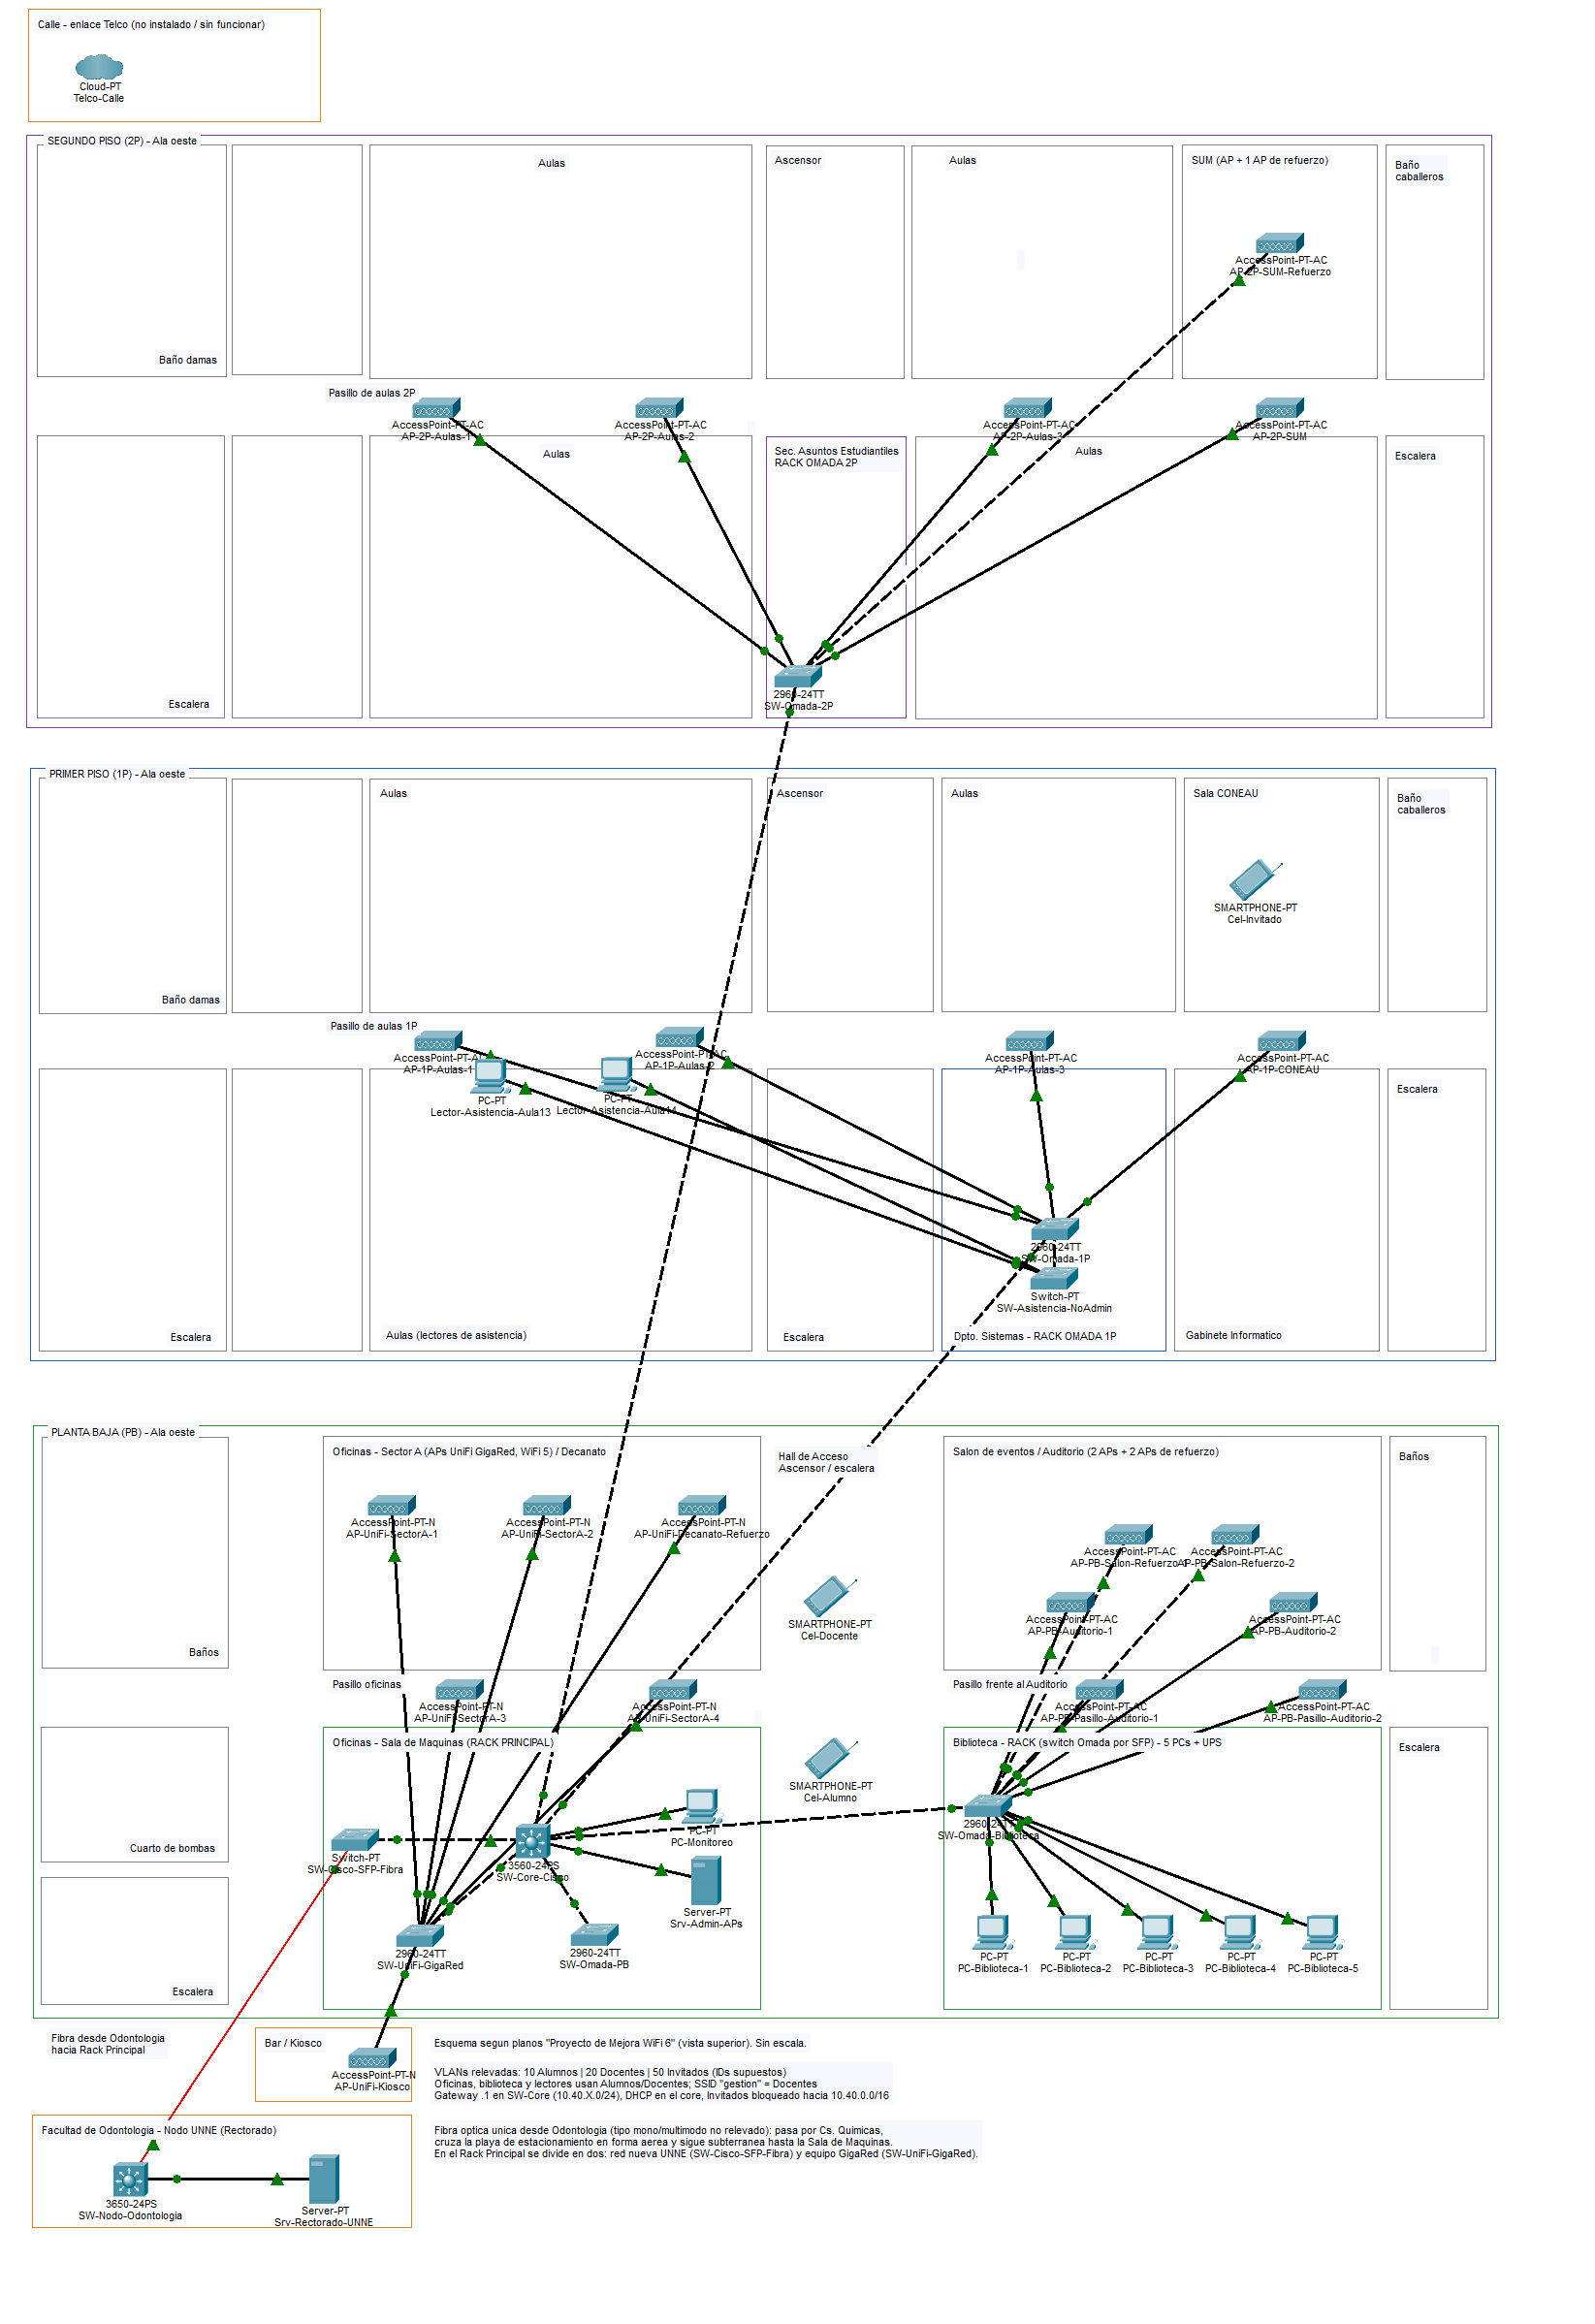 Calle - enlace Telco (no instalado / sin funcionar)
Cloud-PT
Telco-Calle
SEGUNDO PISO (2P) - Ala oeste
Aulas
Ascensor
Aulas
SUM (AP + 1 AP de refuerzo)
Baño
caballeros
AccessPoint-PT-AC
AP-2P-SUM-Refuerzo
Baño damas
Pasillo de aulas 2P
AccessPoint-PT-AC
AP-2P-Aulas-1
AccessPoint-PT-AC
AP-2P-Aulas-2
AccessPoint-PT-AC
AP-2P-Aulas-3
AccessPoint-PT-AC
AP-2P-SUM
Aulas
Sec. Asuntos Estudiantiles
RACK OMADA 2P
Aulas
Escalera
Escalera
2960-24TT
SW-Omada-2P
PRIMER PISO (1P) - Ala oeste
Aulas
Ascensor
Aulas
Sala CONEAU
Baño
caballeros
SMARTPHONE-PT
Cel-Invitado
Baño damas
Pasillo de aulas 1P
AccessPoint-PT-AC
AP-1P-Aulas-1
AccessPoint-PT-AC
AP-1P-Aulas-2
AccessPoint-PT-AC
AP-1P-Aulas-3
AccessPoint-PT-AC
AP-1P-CONEAU
PC-PT
Lector-Asistencia-Aula13
PC-PT
Lector-Asistencia-Aula14
Escalera
2960-24TT
SW-Omada-1P
Switch-PT
SW-Asistencia-NoAdmin
Escalera
Aulas (lectores de asistencia)
Escalera
Dpto. Sistemas - RACK OMADA 1P
Gabinete Informatico
PLANTA BAJA (PB) - Ala oeste
Oficinas - Sector A (APs UniFi GigaRed, WiFi 5) / Decanato
Hall de Acceso
Ascensor / escalera
Salon de eventos / Auditorio (2 APs + 2 APs de refuerzo)
Baños
AccessPoint-PT-N
AP-UniFi-SectorA-1
AccessPoint-PT-N
AP-UniFi-SectorA-2
AccessPoint-PT-N
AP-UniFi-Decanato-Refuerzo
AccessPoint-PT-AC
AP-PB-Salon-Refuerzo-1
AccessPoint-PT-AC
AP-PB-Salon-Refuerzo-2
SMARTPHONE-PT
Cel-Docente
AccessPoint-PT-AC
AP-PB-Auditorio-1
AccessPoint-PT-AC
AP-PB-Auditorio-2
Baños
Pasillo oficinas
Pasillo frente al Auditorio
AccessPoint-PT-N
AP-UniFi-SectorA-3
AccessPoint-PT-N
AP-UniFi-SectorA-4
AccessPoint-PT-AC
AP-PB-Pasillo-Auditorio-1
AccessPoint-PT-AC
AP-PB-Pasillo-Auditorio-2
Oficinas - Sala de Maquinas (RACK PRINCIPAL)
Biblioteca - RACK (switch Omada por SFP) - 5 PCs + UPS
Escalera
SMARTPHONE-PT
Cel-Alumno
Cuarto de bombas
Switch-PT
SW-Cisco-SFP-Fibra
3560-24PS
SW-Core-Cisco
PC-PT
PC-Monitoreo
2960-24TT
SW-Omada-Biblioteca
Server-PT
Srv-Admin-APs
2960-24TT
SW-UniFi-GigaRed
2960-24TT
SW-Omada-PB
PC-PT
PC-Biblioteca-1
PC-PT
PC-Biblioteca-2
PC-PT
PC-Biblioteca-3
PC-PT
PC-Biblioteca-4
PC-PT
PC-Biblioteca-5
Escalera
Fibra desde Odontologia
hacia Rack Principal
Bar / Kiosco
AccessPoint-PT-N
AP-UniFi-Kiosco
Esquema segun planos "Proyecto de Mejora WiFi 6" (vista superior). Sin escala.
VLANs relevadas: 10 Alumnos | 20 Docentes | 50 Invitados (IDs supuestos)
Oficinas, biblioteca y lectores usan Alumnos/Docentes; SSID "gestion" = Docentes
Gateway .1 en SW-Core (10.40.X.0/24), DHCP en el core, Invitados bloqueado hacia 10.40.0.0/16
Facultad de Odontologia - Nodo UNNE (Rectorado)
3650-24PS
SW-Nodo-Odontologia
Server-PT
Srv-Rectorado-UNNE
Fibra optica unica desde Odontologia (tipo mono/multimodo no relevado): pasa por Cs. Quimicas,
cruza la playa de estacionamiento en forma aerea y sigue subterranea hasta la Sala de Maquinas.
En el Rack Principal se divide en dos: red nueva UNNE (SW-Cisco-SFP-Fibra) y equipo GigaRed (SW-UniFi-GigaRed).